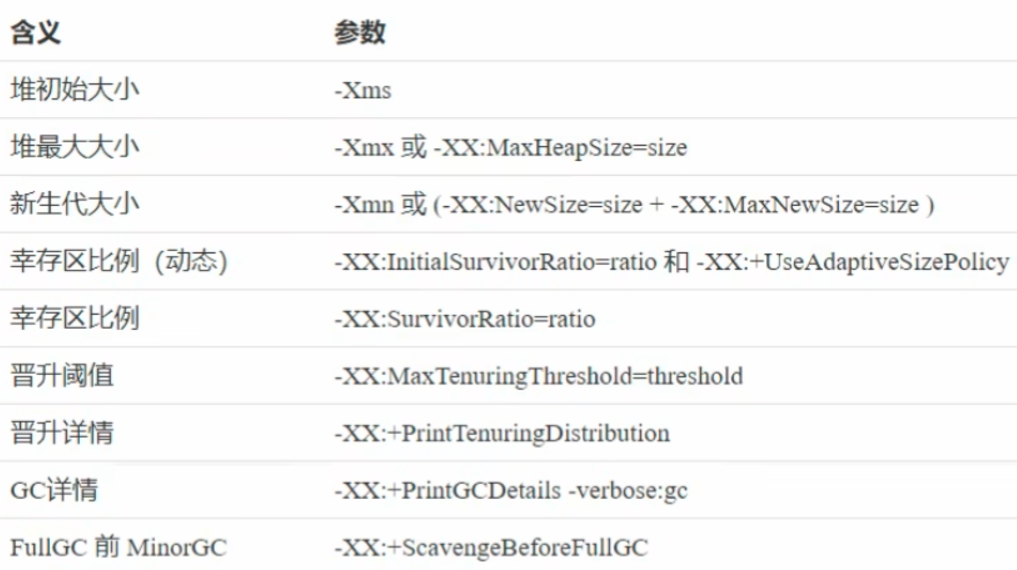 含义 参数
堆初始大小 -Xms
堆最大大小 -Xmx 或 -XX:MaxHeapSize=size
新生代大小 -Xmn 或 (-XX:NewSize=size + -XX:MaxNewSize=size )
幸存区比例（动态） -XX:InitialSurvivorRatio=ratio 和 -XX:+UseAdaptiveSizePolicy
幸存区比例 -XX:SurvivorRatio=ratio
晋升阈值 -XX:MaxTenuringThreshold=threshold
晋升详情 -XX:+PrintTenuringDistribution
GC详情 -XX:+PrintGCDetails -verbose:gc
FullGC 前 MinorGC -XX:+ScavengeBeforeFullGC